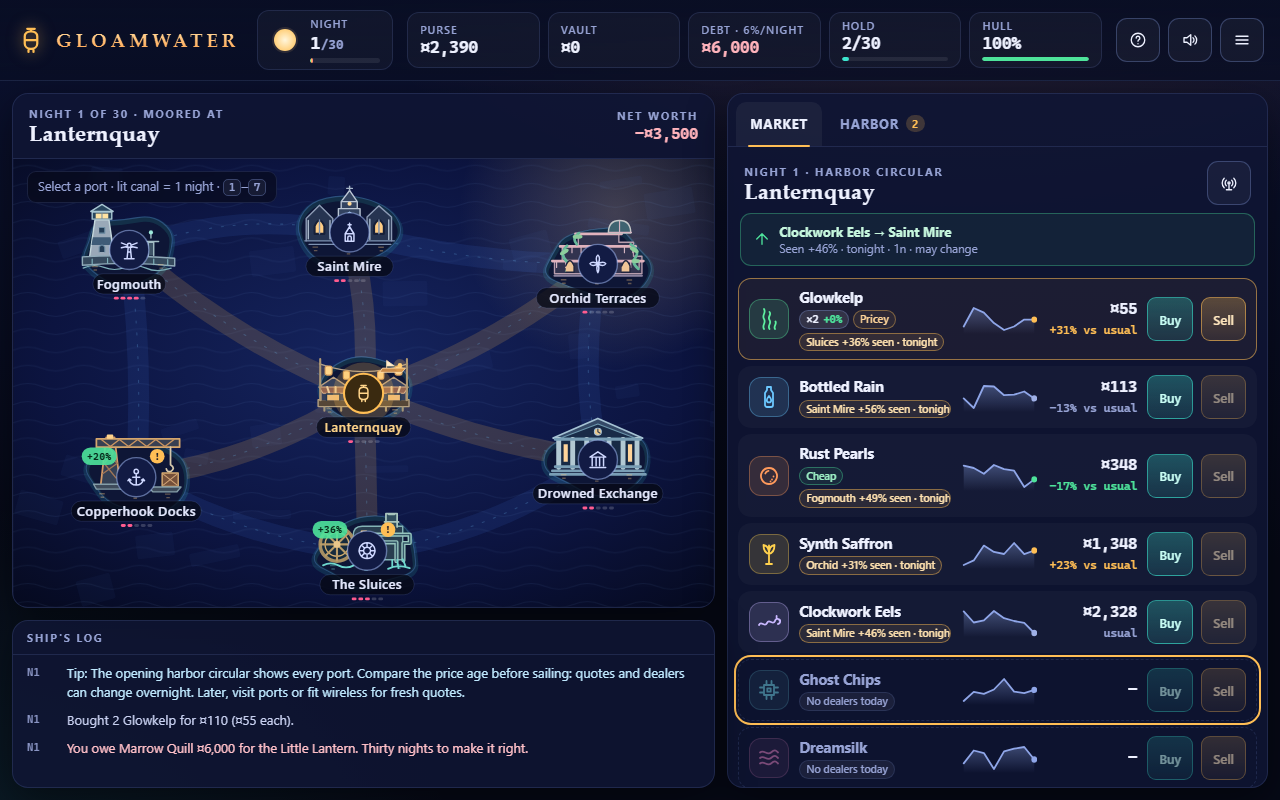 GLOAMWATER
NIGHT
1/30
PURSE
¤2,390
VAULT
¤0
DEBT · 6%/NIGHT
¤6,000
HOLD
2/30
HULL
100%
NIGHT 1 OF 30 · MOORED AT
Lanternquay
NET WORTH
−¤3,500
Select a port · lit canal = 1 night · 1–7
Fogmouth
Saint Mire
Orchid Terraces
Lanternquay
+20%
!
Copperhook Docks
Drowned Exchange
+36%
!
The Sluices
SHIP'S LOG
N1 Tip: The opening harbor circular shows every port. Compare the price age before sailing: quotes and dealers
can change overnight. Later, visit ports or fit wireless for fresh quotes.
N1 Bought 2 Glowkelp for ¤110 (¤55 each).
N1 You owe Marrow Quill ¤6,000 for the Little Lantern. Thirty nights to make it right.
MARKET
HARBOR 2
NIGHT 1 · HARBOR CIRCULAR
Lanternquay
Clockwork Eels → Saint Mire
Seen +46% · tonight · 1n · may change
Glowkelp
×2 +0% Pricey
Sluices +36% seen · tonight
¤55
+31% vs usual
Buy Sell
Bottled Rain
Saint Mire +56% seen · tonigh
¤113
−13% vs usual
Buy Sell
Rust Pearls
Cheap
Fogmouth +49% seen · tonigh
¤348
−17% vs usual
Buy Sell
Synth Saffron
Orchid +31% seen · tonight
¤1,348
+23% vs usual
Buy Sell
Clockwork Eels
Saint Mire +46% seen · tonigh
¤2,328
usual
Buy Sell
Ghost Chips
No dealers today
—
Buy Sell
Dreamsilk
No dealers today
—
Buy Sell